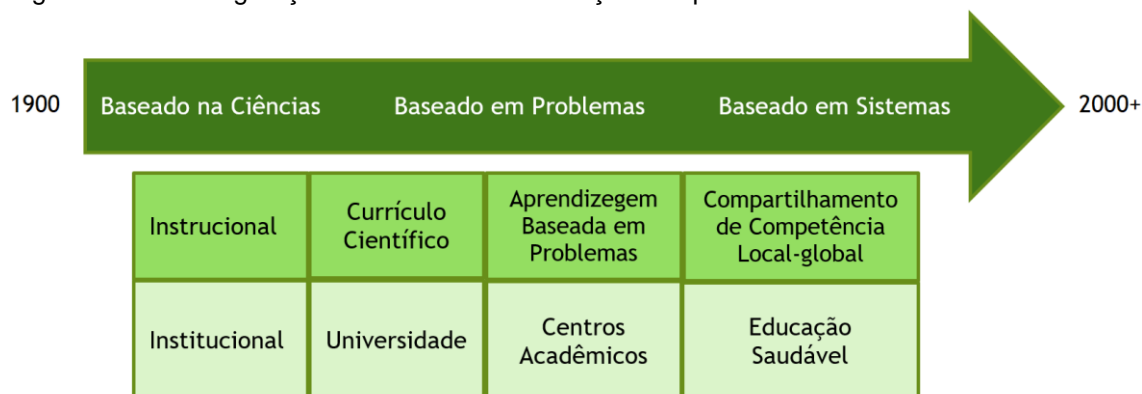 1900
Baseado na Ciências
Baseado em Problemas
Baseado em Sistemas
2000+
Instrucional
Currículo
Científico
Aprendizegem
Baseada em
Problemas
Compartilhamento
de Competência
Local-global
Institucional
Universidade
Centros
Acadêmicos
Educação
Saudável